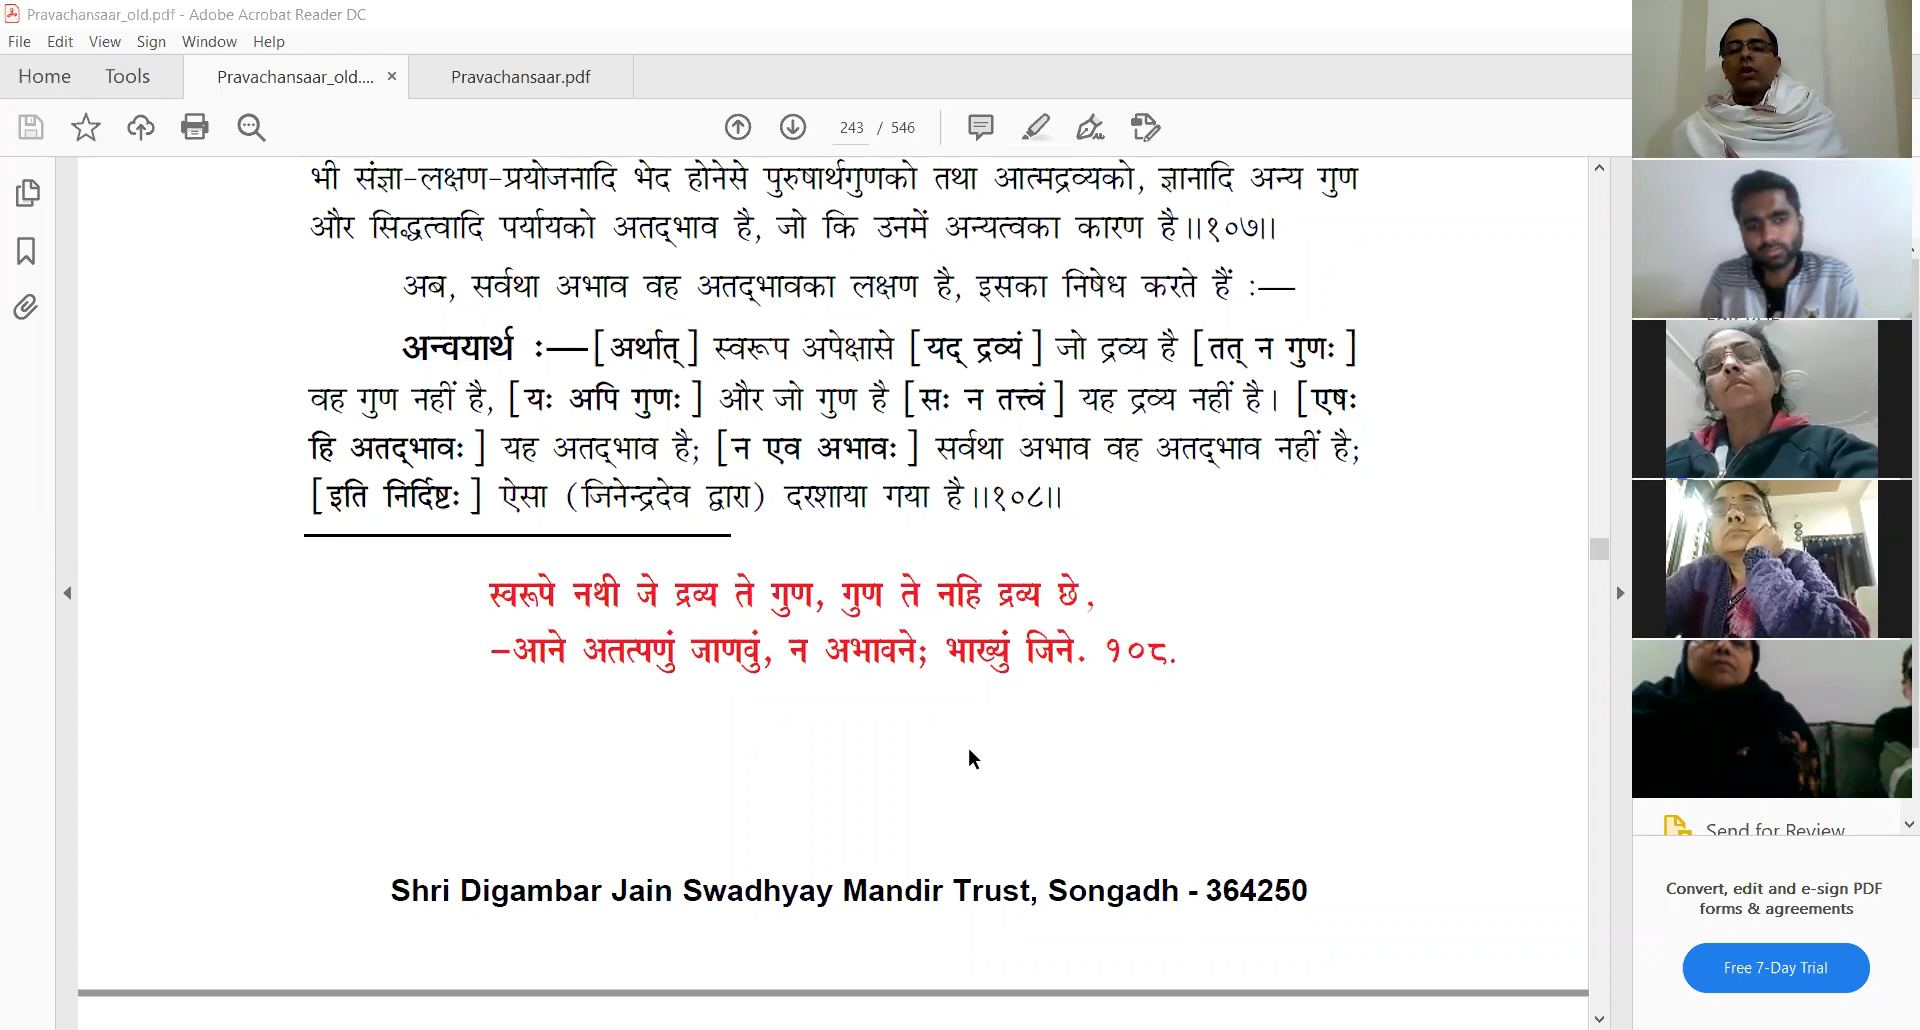 Pravachansaar_old.pdf - Adobe Acrobat Reader DC
File Edit View Sign Window Help
Home Tools Pravachansaar_old.... × Pravachansaar.pdf
243 / 546
भी संज्ञा-लक्षण-प्रयोजनादि भेद होनेसे पुरुषार्थगुणको तथा आत्मद्रव्यको, ज्ञानादि अन्य गुण
और सिद्धत्वादि पर्यायको अतद्भाव है, जो कि उनमें अन्यत्वका कारण है॥१०७॥
अब, सर्वथा अभाव वह अतद्भावका लक्षण है, इसका निषेध करते हैं :—
अन्वयार्थ :—[अर्थात्] स्वरूप अपेक्षासे [यद् द्रव्यं] जो द्रव्य है [तत् न गुणः]
वह गुण नहीं है, [यः अपि गुणः] और जो गुण है [सः न तत्त्वं] यह द्रव्य नहीं है। [एषः
हि अतद्भावः] यह अतद्भाव है; [न एव अभावः] सर्वथा अभाव वह अतद्भाव नहीं है;
[इति निर्दिष्टः] ऐसा (जिनेन्द्रदेव द्वारा) दरशाया गया है॥१०८॥
स्वरूपे नथी जे द्रव्य ते गुण, गुण ते नहि द्रव्य छे,
–आने अतत्पणुं जाणवुं, न अभावने; भाख्युं जिने. १०८.
Shri Digambar Jain Swadhyay Mandir Trust, Songadh - 364250
Send for Review
Convert, edit and e-sign PDF
forms & agreements
Free 7-Day Trial